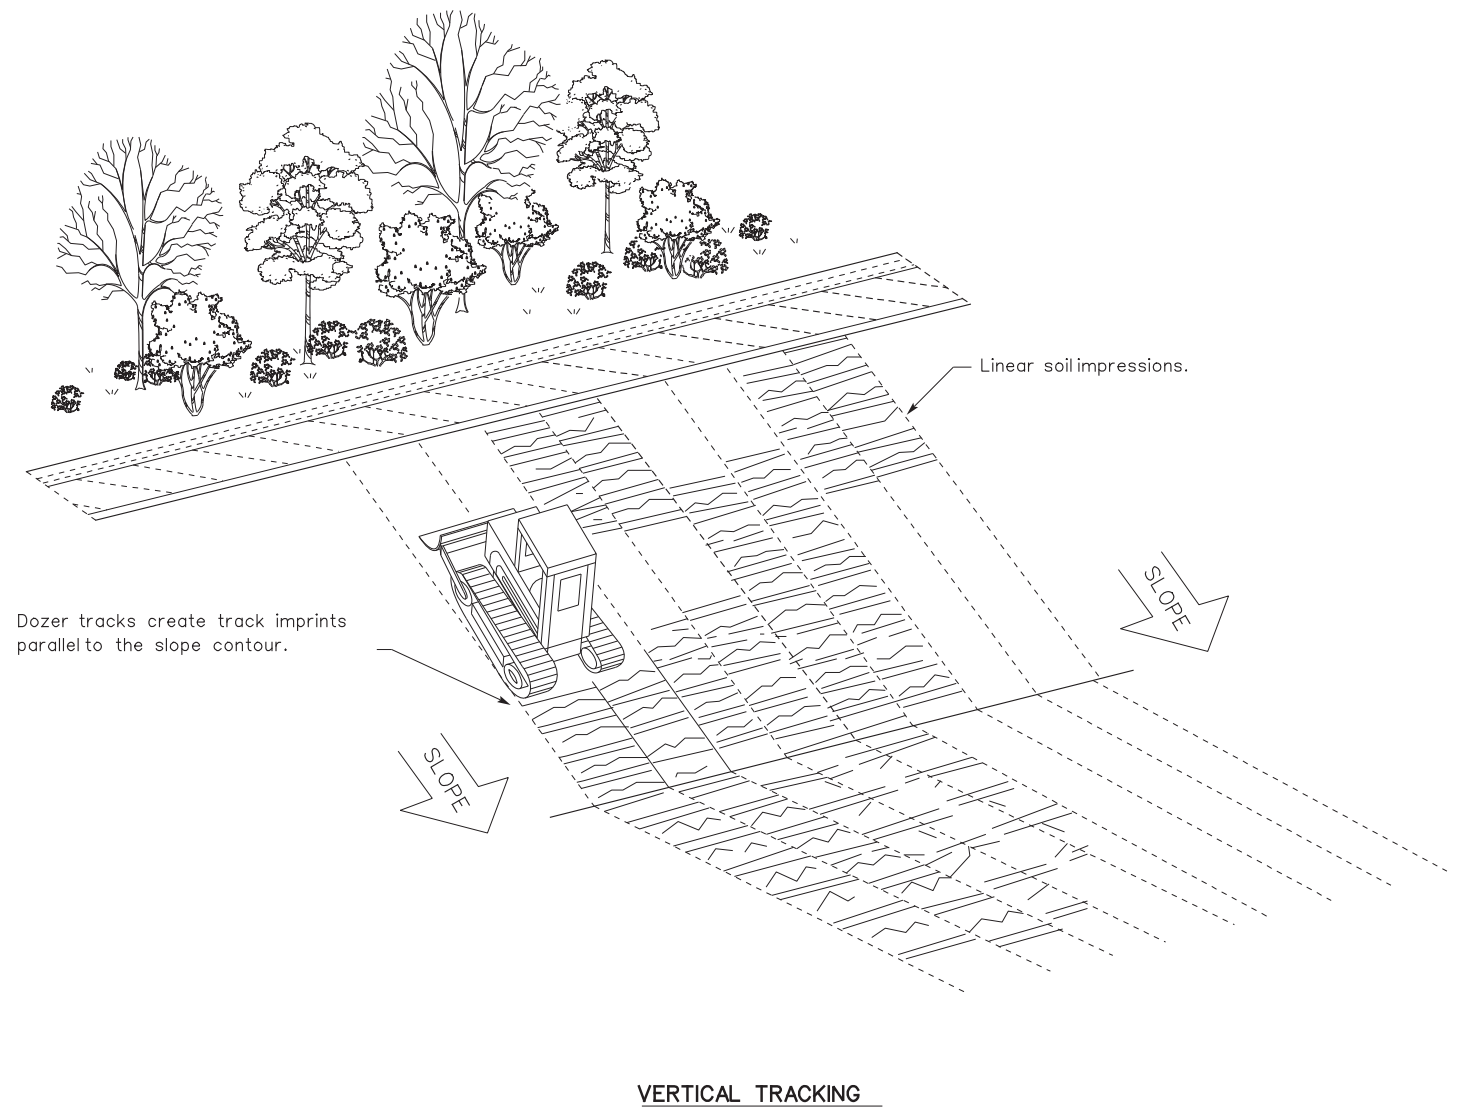 Linear soil impressions.
SLOPE
Dozer tracks create track imprints
parallel to the slope contour.
SLOPE
VERTICAL TRACKING